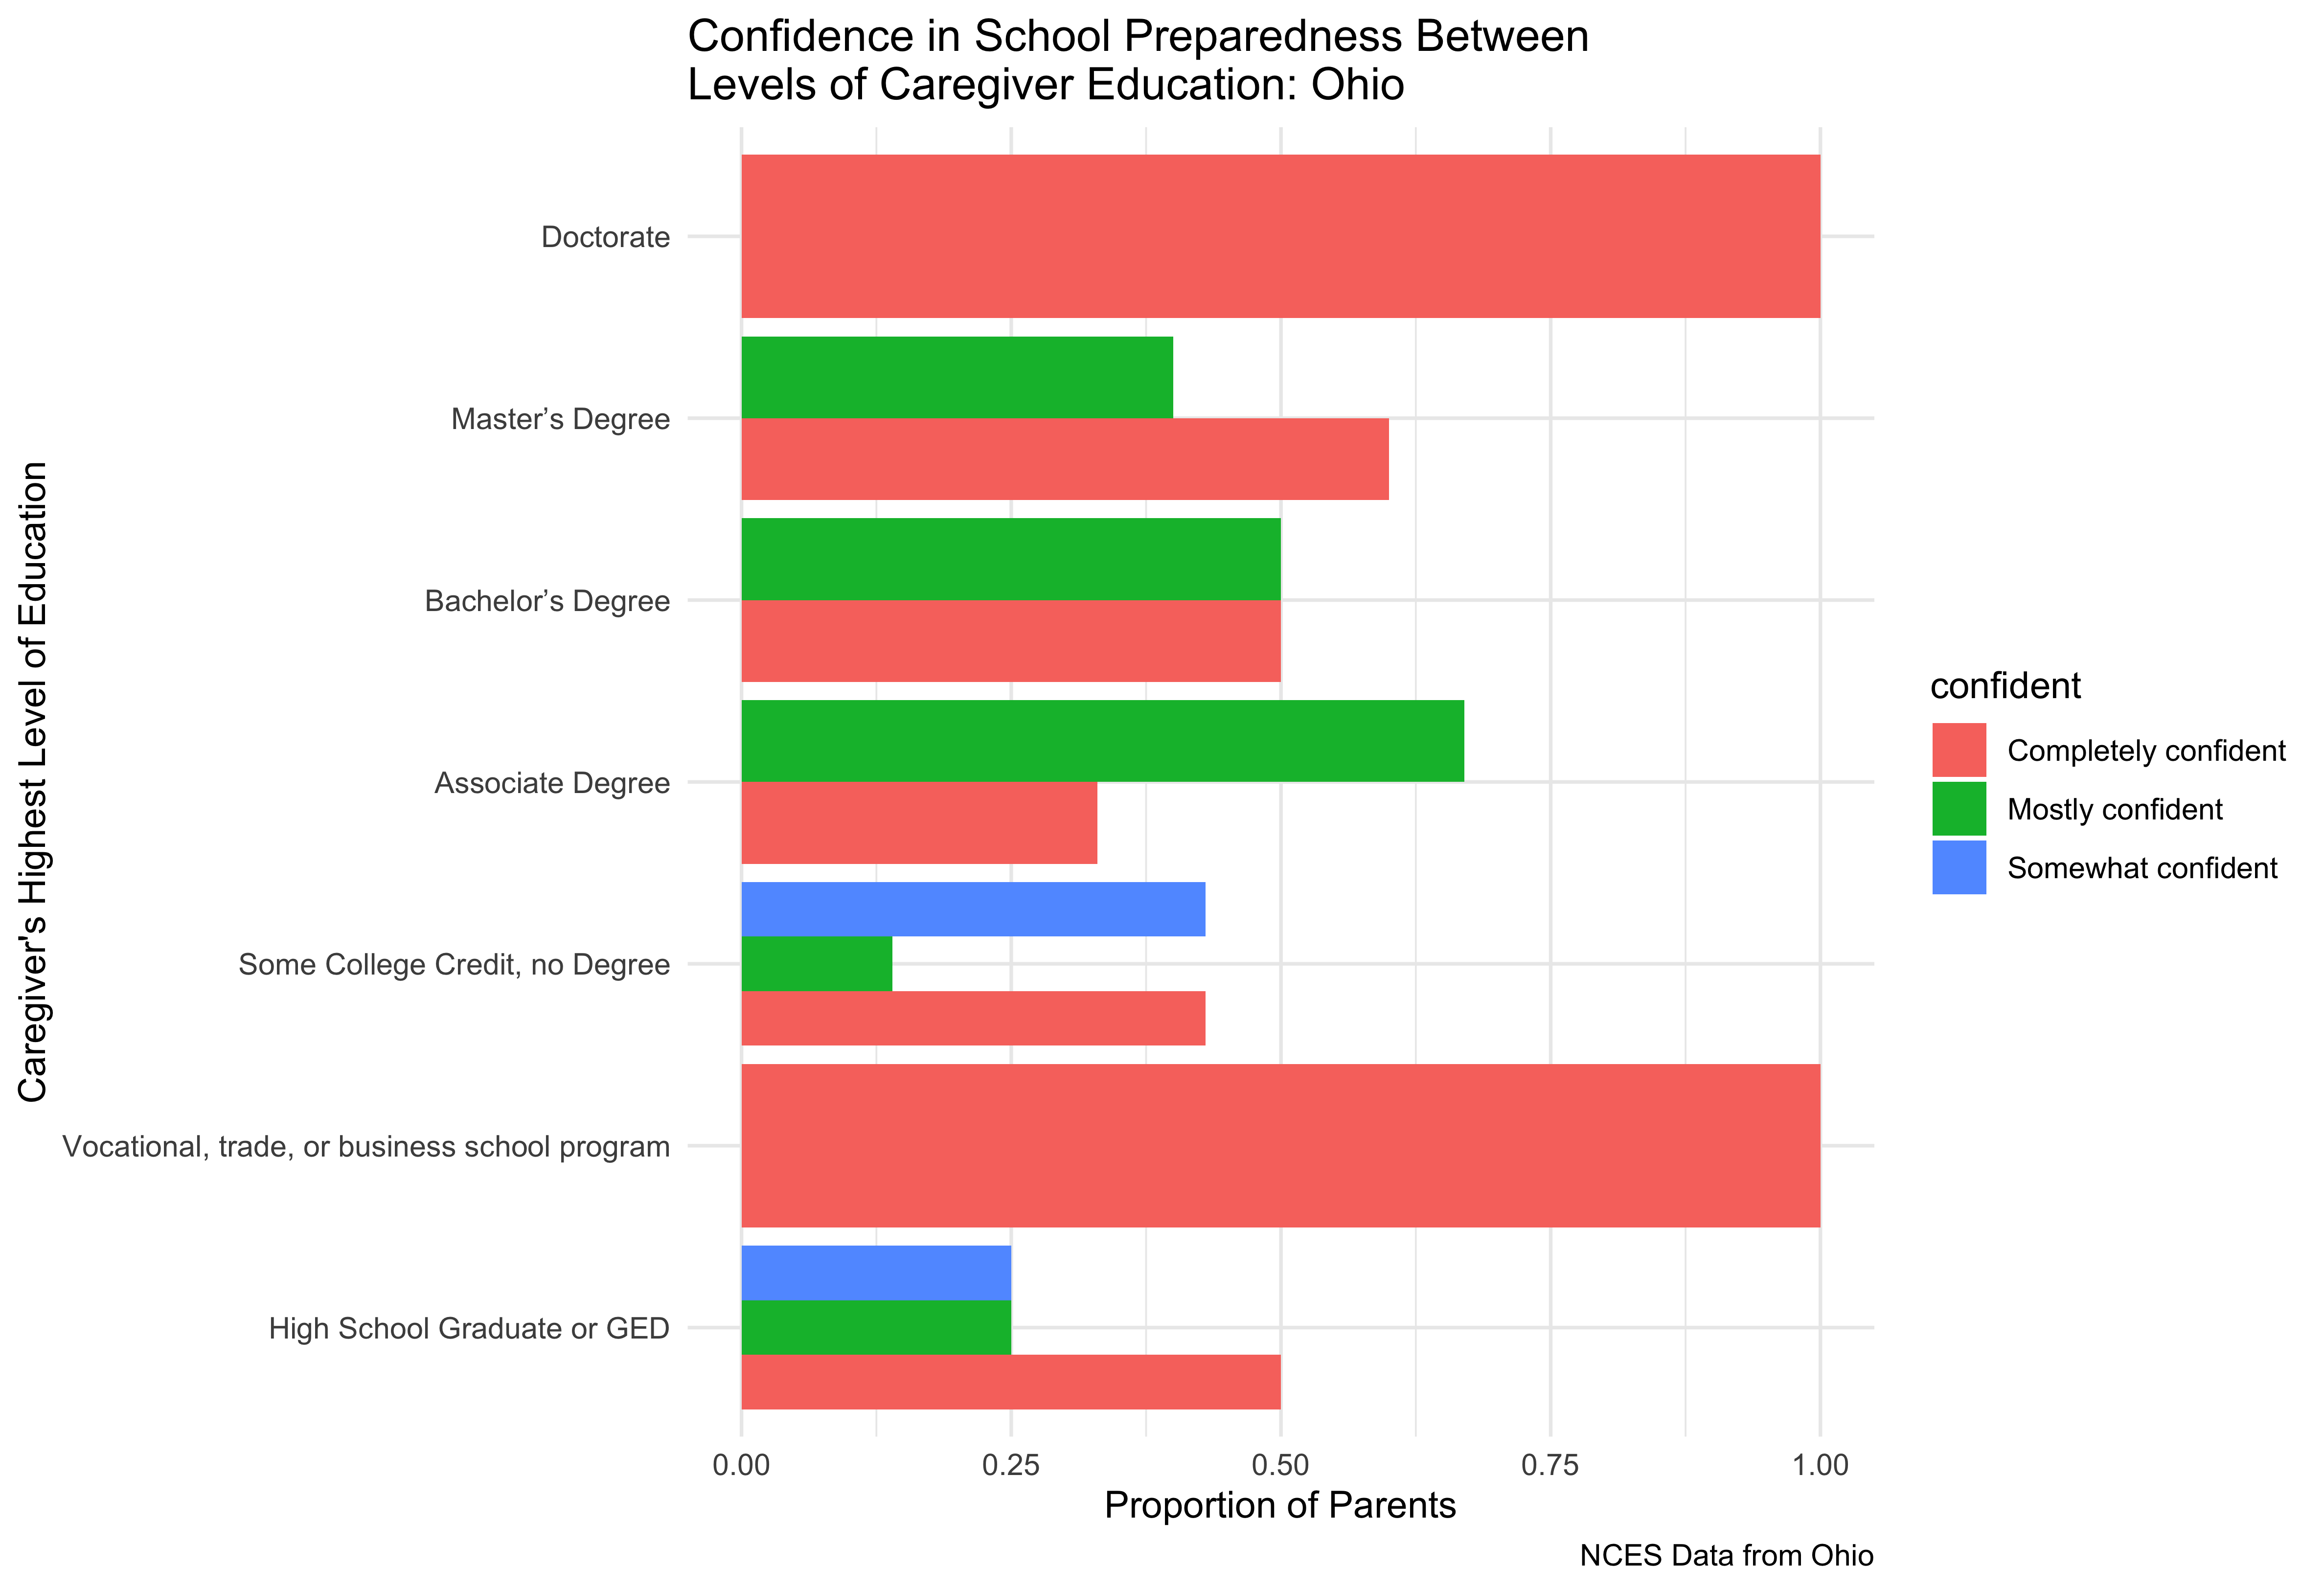 Confidence in School Preparedness Between
Levels of Caregiver Education: Ohio
Caregiver's Highest Level of Education
Doctorate
Master’s Degree
Bachelor’s Degree
Associate Degree
Some College Credit, no Degree
Vocational, trade, or business school program
High School Graduate or GED
0.00 0.25 0.50 0.75 1.00
Proportion of Parents
confident
Completely confident
Mostly confident
Somewhat confident
NCES Data from Ohio